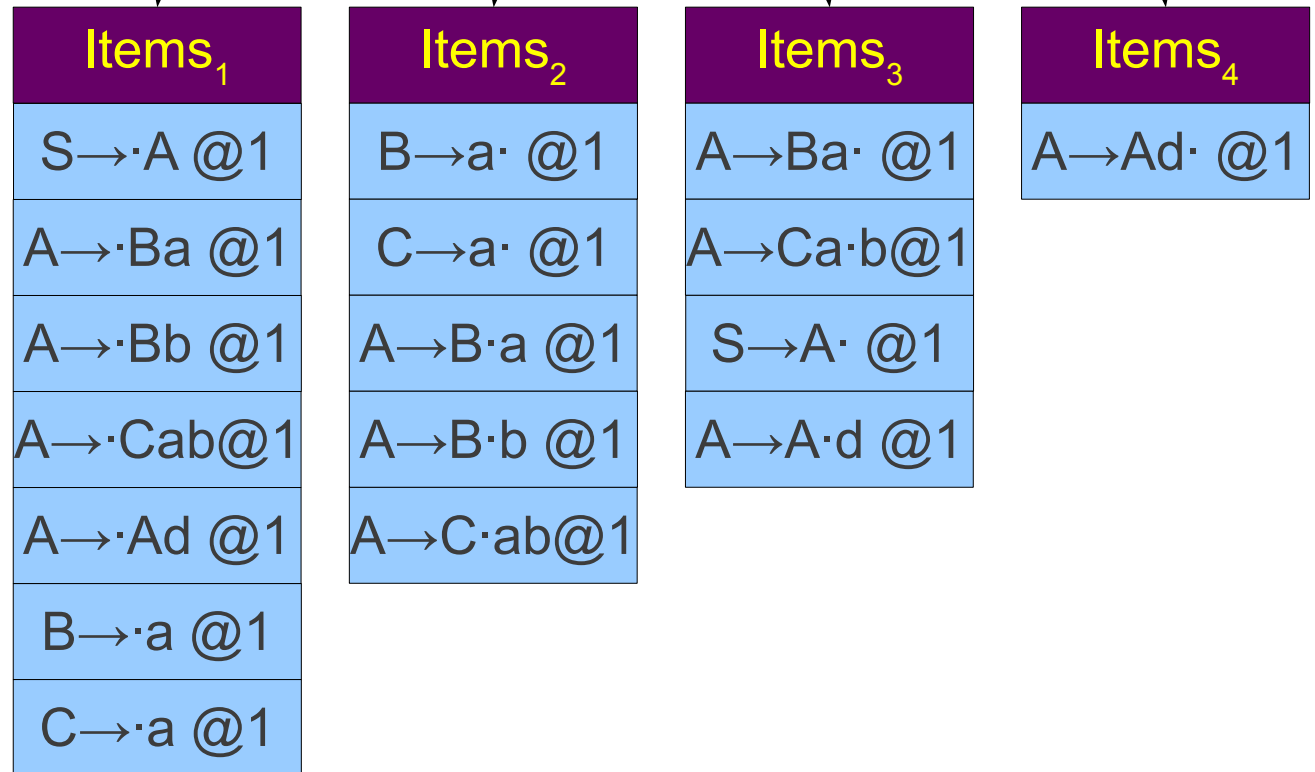 Items₁
S→·A @1
A→·Ba @1
A→·Bb @1
A→·Cab@1
A→·Ad @1
B→·a @1
C→·a @1
Items₂
B→a· @1
C→a· @1
A→B·a @1
A→B·b @1
A→C·ab@1
Items₃
A→Ba· @1
A→Ca·b@1
S→A· @1
A→A·d @1
Items₄
A→Ad· @1